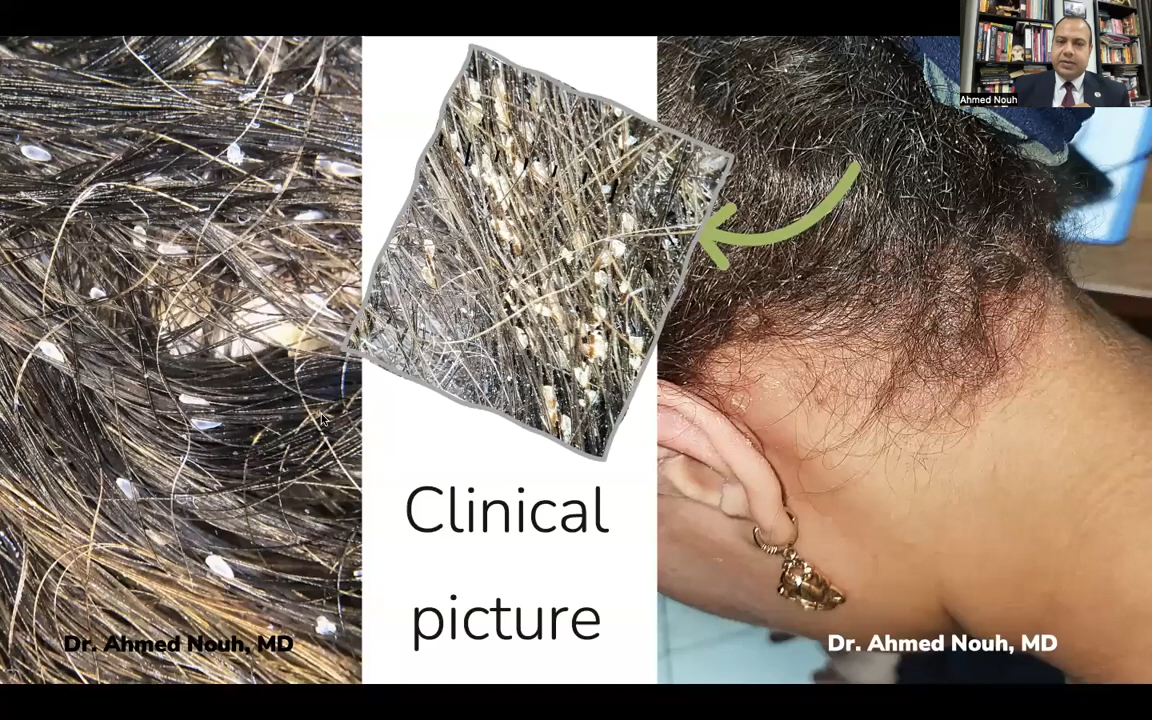 Ahmed Nouh
Clinical
picture
Dr. Ahmed Nouh, MD
Dr. Ahmed Nouh, MD